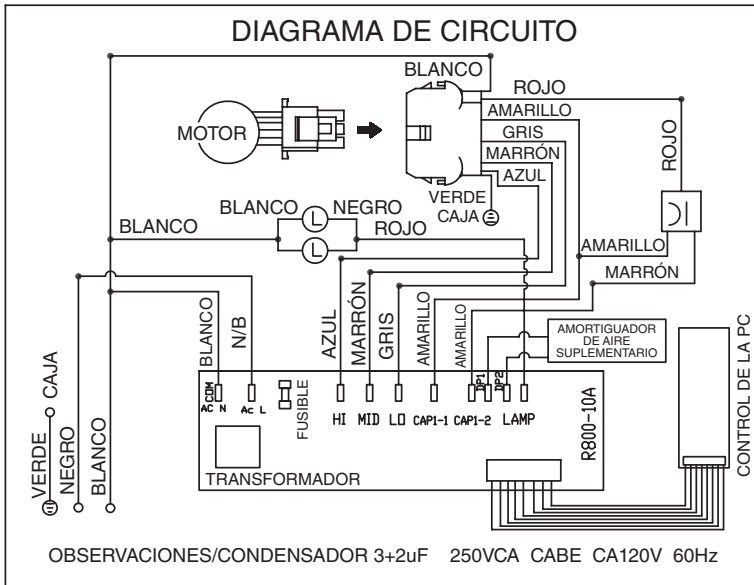 DIAGRAMA DE CIRCUITO
BLANCO
ROJO
AMARILLO
GRIS
MARRÓN
AZUL
MOTOR
VERDE
CAJA
ROJO
BLANCO
BLANCO
L
NEGRO
L
ROJO
AMARILLO
MARRÓN
BLANCO
N/B
AZUL
MARRÓN
GRIS
AMARILLO
AMARILLO
AMORTIGUADOR
DE AIRE
SUPLEMENTARIO
CONTROL DE LA PC
CAJA
VERDE
NEGRO
BLANCO
COM
AC N
Ac L
FUSIBLE
HI
MID
LO
CAP1-1
CAP1-2
DP1
DP2
LAMP
R800-10A
TRANSFORMADOR
OBSERVACIONES/CONDENSADOR 3+2uF 250VCA CABE CA120V 60Hz